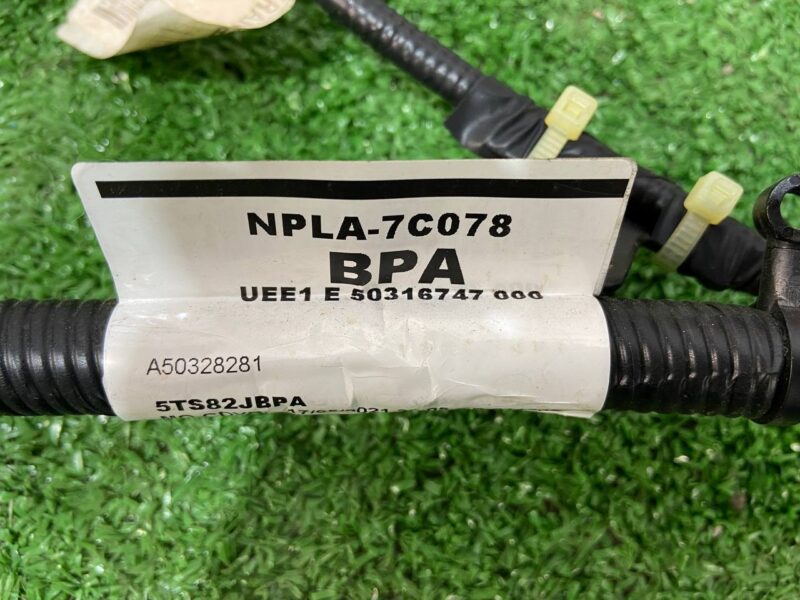 NPLA-7C078
BPA
UEE1 E 50316747 000
A50328281
5TS82JBPA